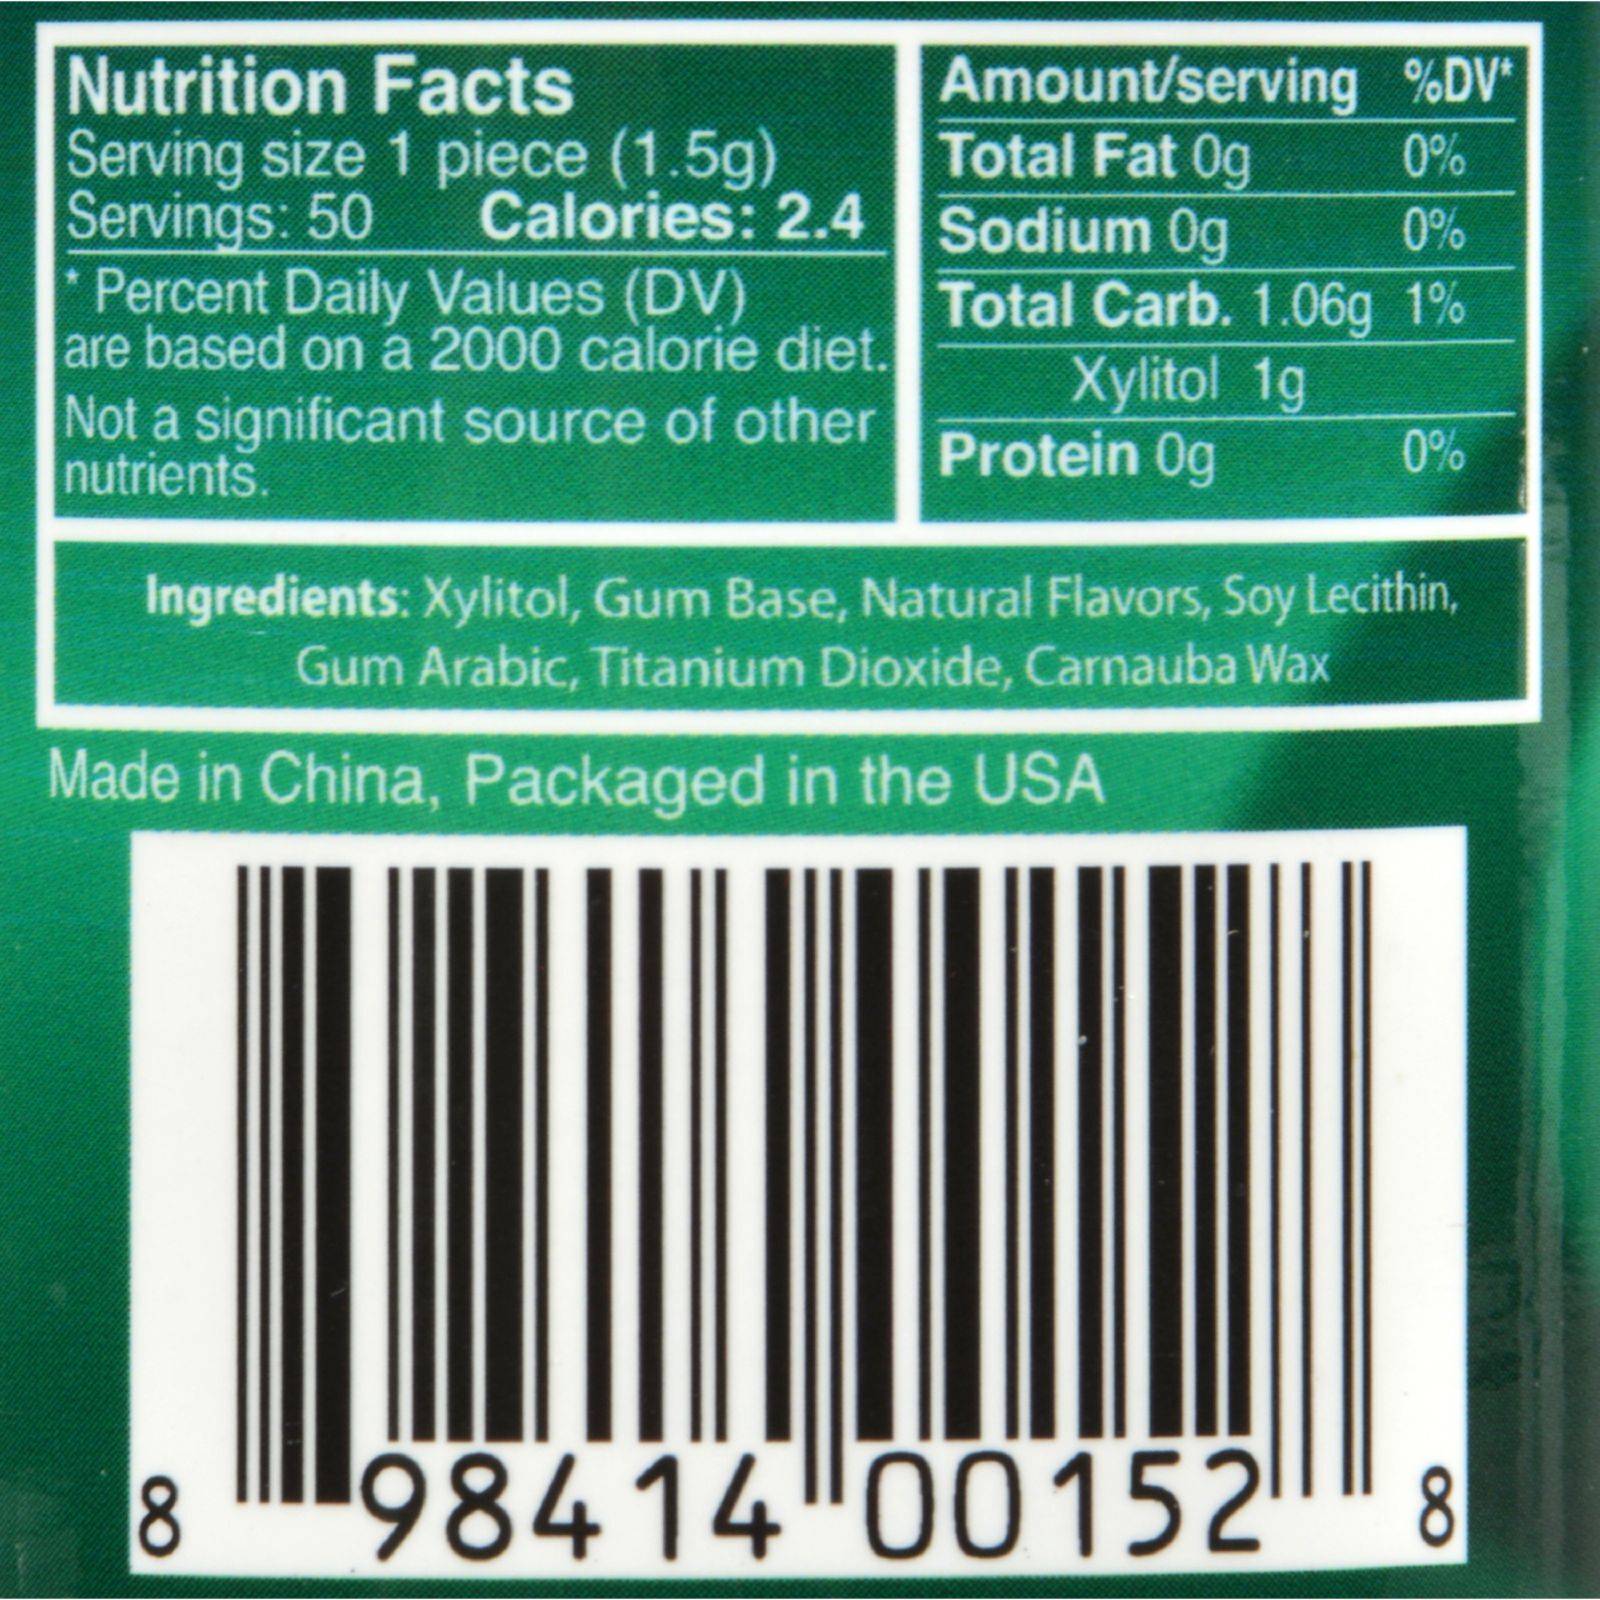 Nutrition Facts
Serving size 1 piece (1.5g)
Servings: 50 Calories: 2.4
* Percent Daily Values (DV)
are based on a 2000 calorie diet.
Not a significant source of other
nutrients.
Amount/serving %DV*
Total Fat 0g 0%
Sodium 0g 0%
Total Carb. 1.06g 1%
Xylitol 1g
Protein 0g 0%
Ingredients: Xylitol, Gum Base, Natural Flavors, Soy Lecithin,
Gum Arabic, Titanium Dioxide, Carnauba Wax
Made in China, Packaged in the USA
8 98414 00152 8